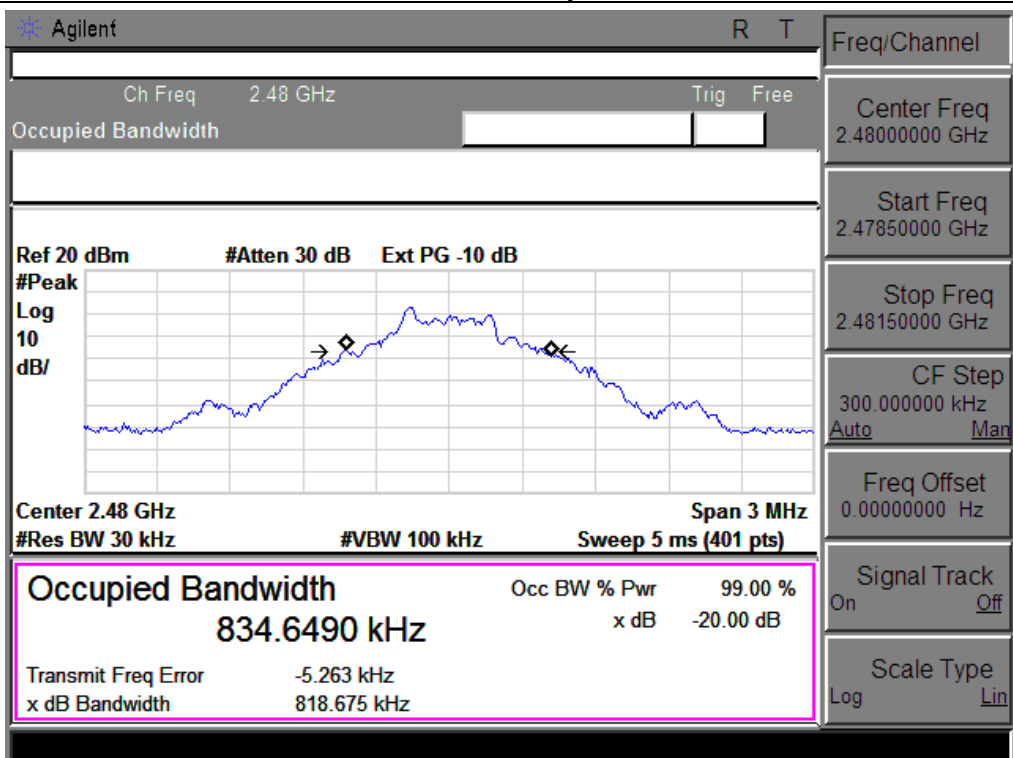 Agilent R T
Ch Freq 2.48 GHz Trig Free
Occupied Bandwidth
Ref 20 dBm #Atten 30 dB Ext PG -10 dB
#Peak
Log
10
dB/
Center 2.48 GHz Span 3 MHz
#Res BW 30 kHz #VBW 100 kHz Sweep 5 ms (401 pts)
Occupied Bandwidth Occ BW % Pwr 99.00 %
834.6490 kHz x dB -20.00 dB
Transmit Freq Error -5.263 kHz
x dB Bandwidth 818.675 kHz
Freq/Channel
Center Freq
2.48000000 GHz
Start Freq
2.47850000 GHz
Stop Freq
2.48150000 GHz
CF Step
300.000000 kHz
Auto Man
Freq Offset
0.00000000 Hz
Signal Track
On Off
Scale Type
Log Lin